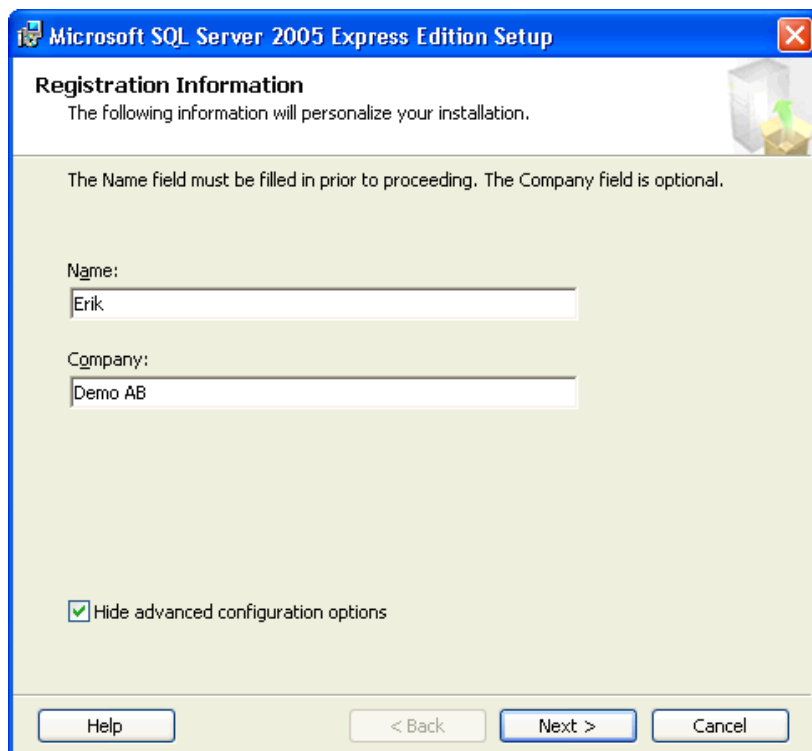 Microsoft SQL Server 2005 Express Edition Setup
Registration Information
The following information will personalize your installation.
The Name field must be filled in prior to proceeding. The Company field is optional.
Name:
Erik
Company:
Demo AB
Hide advanced configuration options
Help < Back Next > Cancel